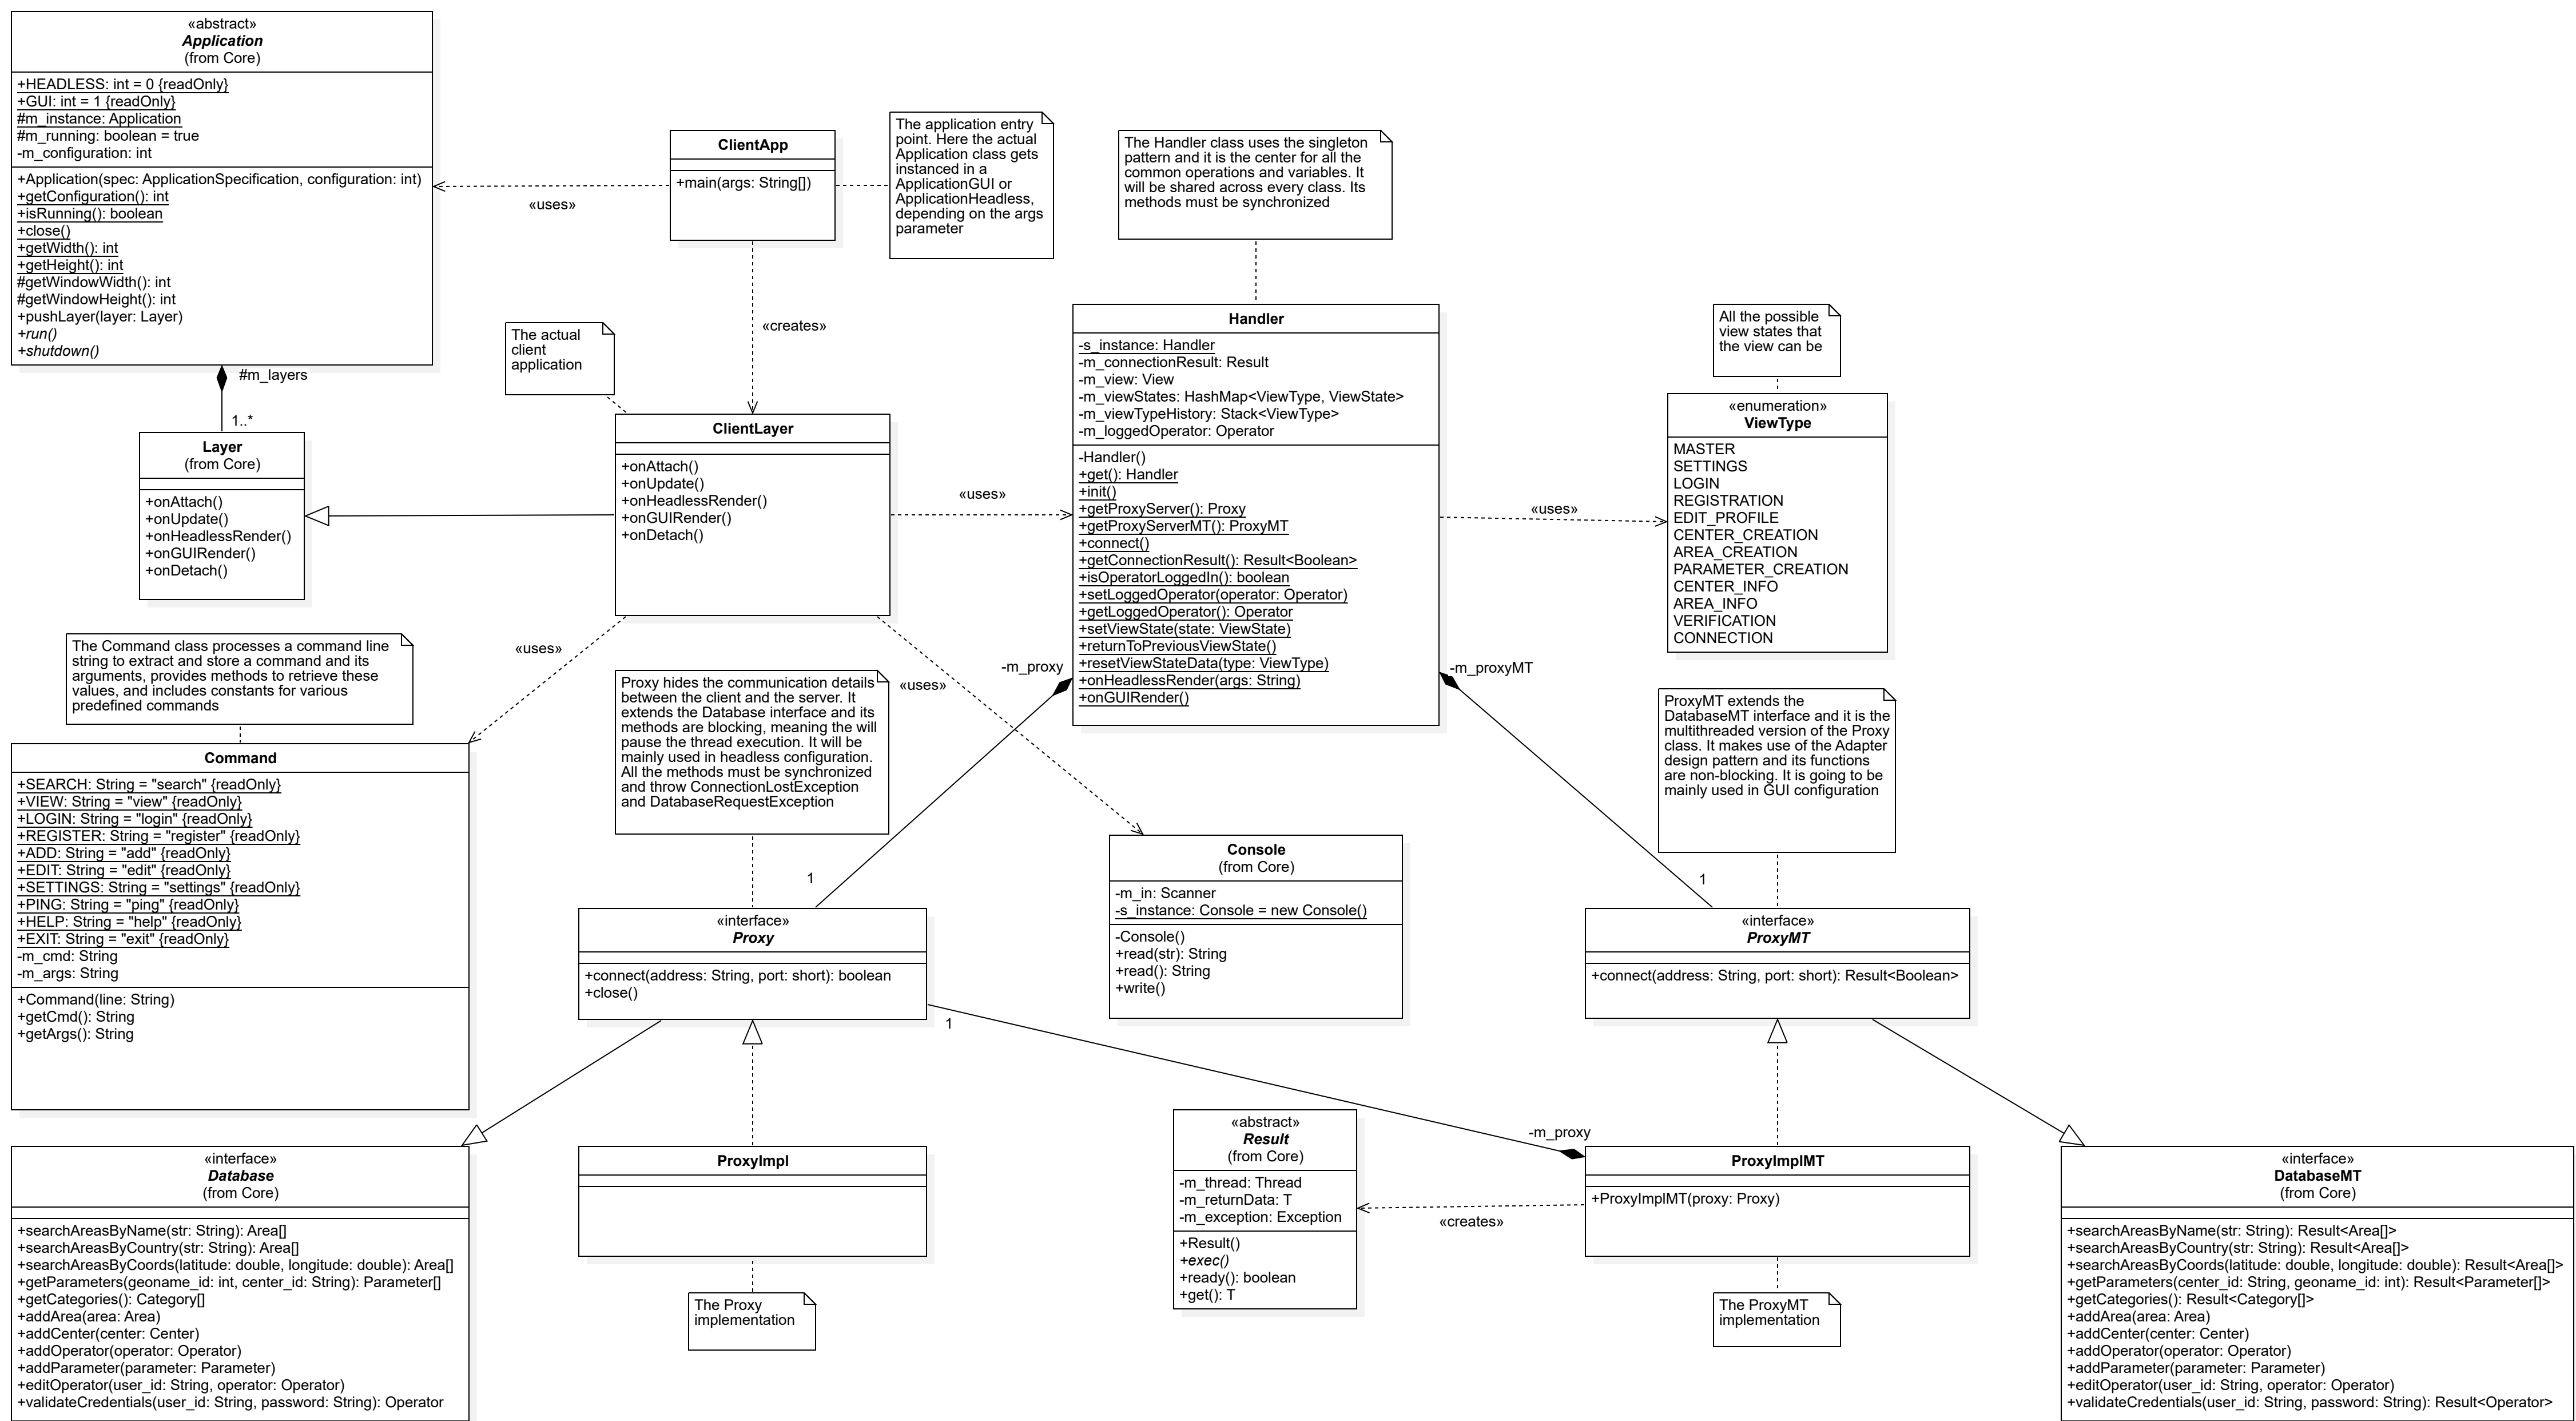 «abstract»
Application
(from Core)
+HEADLESS: int = 0 {readOnly}
+GUI: int = 1 {readOnly}
#m_instance: Application
#m_running: boolean = true
-m_configuration: int
+Application(spec: ApplicationSpecification, configuration: int)
+getConfiguration(): int
+isRunning(): boolean
+close()
+getWidth(): int
+getHeight(): int
#getWindowWidth(): int
#getWindowHeight(): int
+pushLayer(layer: Layer)
+run()
+shutdown()
«uses»
ClientApp
+main(args: String[])
The application entry
point. Here the actual
Application class gets
instanced in a
ApplicationGUI or
ApplicationHeadless,
depending on the args
parameter
The Handler class uses the singleton
pattern and it is the center for all the
common operations and variables. It
will be shared across every class. Its
methods must be synchronized
«creates»
#m_layers
1..*
Layer
(from Core)
+onAttach()
+onUpdate()
+onHeadlessRender()
+onGUIRender()
+onDetach()
The actual
client
application
ClientLayer
+onAttach()
+onUpdate()
+onHeadlessRender()
+onGUIRender()
+onDetach()
«uses»
Handler
-s_instance: Handler
-m_connectionResult: Result
-m_view: View
-m_viewStates: HashMap<ViewType, ViewState>
-m_viewTypeHistory: Stack<ViewType>
-m_loggedOperator: Operator
-Handler()
+get(): Handler
+init()
+getProxyServer(): Proxy
+getProxyServerMT(): ProxyMT
+connect()
+getConnectionResult(): Result<Boolean>
+isOperatorLoggedIn(): boolean
+setLoggedOperator(operator: Operator)
+getLoggedOperator(): Operator
+setViewState(state: ViewState)
+returnToPreviousViewState()
+resetViewStateData(type: ViewType)
+onHeadlessRender(args: String)
+onGUIRender()
«uses»
All the possible
view states that
the view can be
«enumeration»
ViewType
MASTER
SETTINGS
LOGIN
REGISTRATION
EDIT_PROFILE
CENTER_CREATION
AREA_CREATION
PARAMETER_CREATION
CENTER_INFO
AREA_INFO
VERIFICATION
CONNECTION
The Command class processes a command line
string to extract and store a command and its
arguments, provides methods to retrieve these
values, and includes constants for various
predefined commands
«uses»
Command
+SEARCH: String = "search" {readOnly}
+VIEW: String = "view" {readOnly}
+LOGIN: String = "login" {readOnly}
+REGISTER: String = "register" {readOnly}
+ADD: String = "add" {readOnly}
+EDIT: String = "edit" {readOnly}
+SETTINGS: String = "settings" {readOnly}
+PING: String = "ping" {readOnly}
+HELP: String = "help" {readOnly}
+EXIT: String = "exit" {readOnly}
-m_cmd: String
-m_args: String
+Command(line: String)
+getCmd(): String
+getArgs(): String
Proxy hides the communication details
between the client and the server. It
extends the Database interface and its
methods are blocking, meaning the will
pause the thread execution. It will be
mainly used in headless configuration.
All the methods must be synchronized
and throw ConnectionLostException
and DatabaseRequestException
«uses»
-m_proxy
1
-m_proxyMT
1
ProxyMT extends the
DatabaseMT interface and it is the
multithreaded version of the Proxy
class. It makes use of the Adapter
design pattern and its functions
are non-blocking. It is going to be
mainly used in GUI configuration
Console
(from Core)
-m_in: Scanner
-s_instance: Console = new Console()
-Console()
+read(str): String
+read(): String
+write()
«interface»
Proxy
+connect(address: String, port: short): boolean
+close()
1
«interface»
ProxyMT
+connect(address: String, port: short): Result<Boolean>
«interface»
Database
(from Core)
+searchAreasByName(str: String): Area[]
+searchAreasByCountry(str: String): Area[]
+searchAreasByCoords(latitude: double, longitude: double): Area[]
+getParameters(geoname_id: int, center_id: String): Parameter[]
+getCategories(): Category[]
+addArea(area: Area)
+addCenter(center: Center)
+addOperator(operator: Operator)
+addParameter(parameter: Parameter)
+editOperator(user_id: String, operator: Operator)
+validateCredentials(user_id: String, password: String): Operator
ProxyImpl
The Proxy
implementation
«abstract»
Result
(from Core)
-m_thread: Thread
-m_returnData: T
-m_exception: Exception
+Result()
+exec()
+ready(): boolean
+get(): T
-m_proxy
«creates»
ProxyImplMT
+ProxyImplMT(proxy: Proxy)
The ProxyMT
implementation
«interface»
DatabaseMT
(from Core)
+searchAreasByName(str: String): Result<Area[]>
+searchAreasByCountry(str: String): Result<Area[]>
+searchAreasByCoords(latitude: double, longitude: double): Result<Area[]>
+getParameters(center_id: String, geoname_id: int): Result<Parameter[]>
+getCategories(): Result<Category[]>
+addArea(area: Area)
+addCenter(center: Center)
+addOperator(operator: Operator)
+addParameter(parameter: Parameter)
+editOperator(user_id: String, operator: Operator)
+validateCredentials(user_id: String, password: String): Result<Operator>